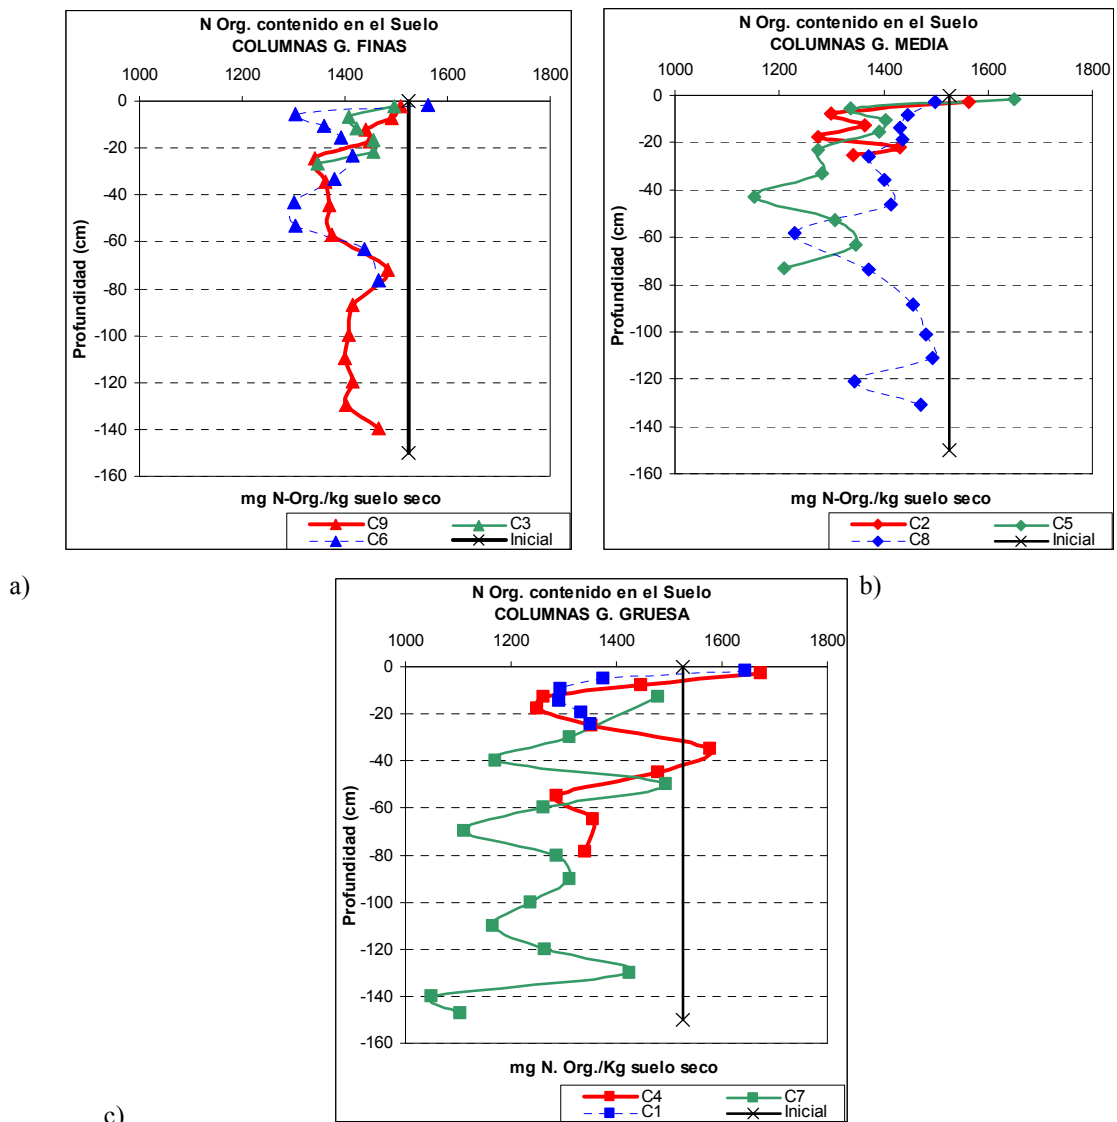 N Org. contenido en el Suelo
COLUMNAS G. FINAS
1000 1200 1400 1600 1800
0
-20
-40
-60
-80
-100
-120
-140
-160
Profundidad (cm)
mg N-Org./kg suelo seco
C9 C3
C6 Inicial
a)
N Org. contenido en el Suelo
COLUMNAS G. MEDIA
1000 1200 1400 1600 1800
0
-20
-40
-60
-80
-100
-120
-140
-160
Profundidad (cm)
mg N-Org./kg suelo seco
C2 C5
C8 Inicial
b)
N Org. contenido en el Suelo
COLUMNAS G. GRUESA
1000 1200 1400 1600 1800
0
-20
-40
-60
-80
-100
-120
-140
-160
Profundidad (cm)
mg N. Org./Kg suelo seco
C4 C7
C1 Inicial
c)